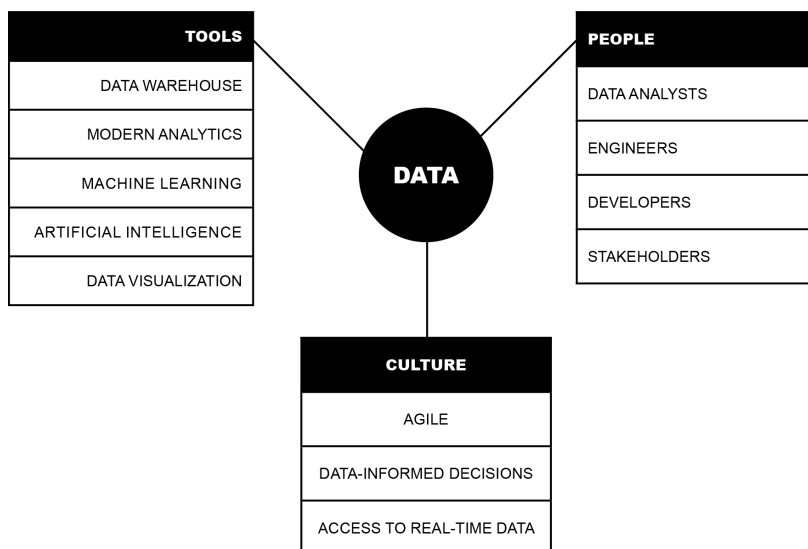 TOOLS
DATA WAREHOUSE
MODERN ANALYTICS
MACHINE LEARNING
ARTIFICIAL INTELLIGENCE
DATA VISUALIZATION
DATA
PEOPLE
DATA ANALYSTS
ENGINEERS
DEVELOPERS
STAKEHOLDERS
CULTURE
AGILE
DATA-INFORMED DECISIONS
ACCESS TO REAL-TIME DATA